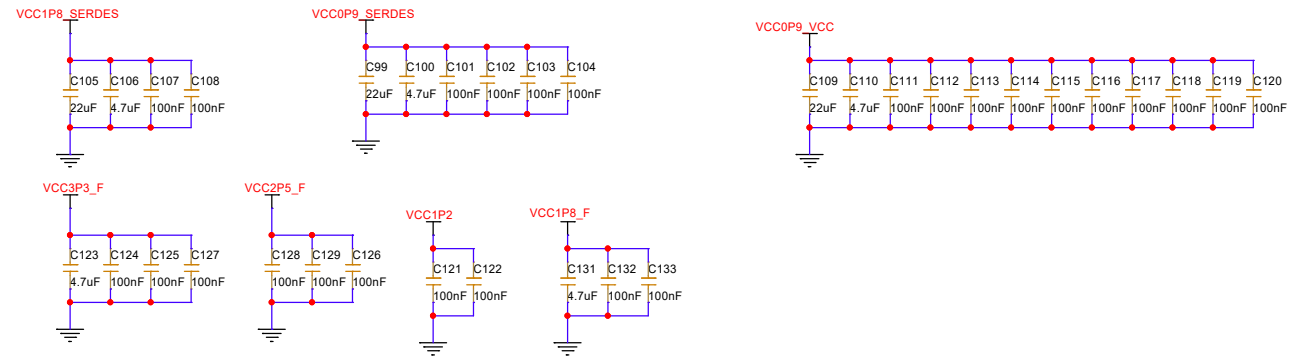 VCC1P8_SERDES
C105 C106 C107 C108
22uF 4.7uF 100nF 100nF
VCC0P9_SERDES
C99 C100 C101 C102 C103 C104
22uF 4.7uF 100nF 100nF 100nF 100nF
VCC0P9_VCC
C109 C110 C111 C112 C113 C114 C115 C116 C117 C118 C119 C120
22uF 4.7uF 100nF 100nF 100nF 100nF 100nF 100nF 100nF 100nF 100nF 100nF
VCC3P3_F
C123 C124 C125 C127
4.7uF 100nF 100nF 100nF
VCC2P5_F
C128 C129 C126
100nF 100nF 100nF
VCC1P2
C121 C122
100nF 100nF
VCC1P8_F
C131 C132 C133
4.7uF 100nF 100nF